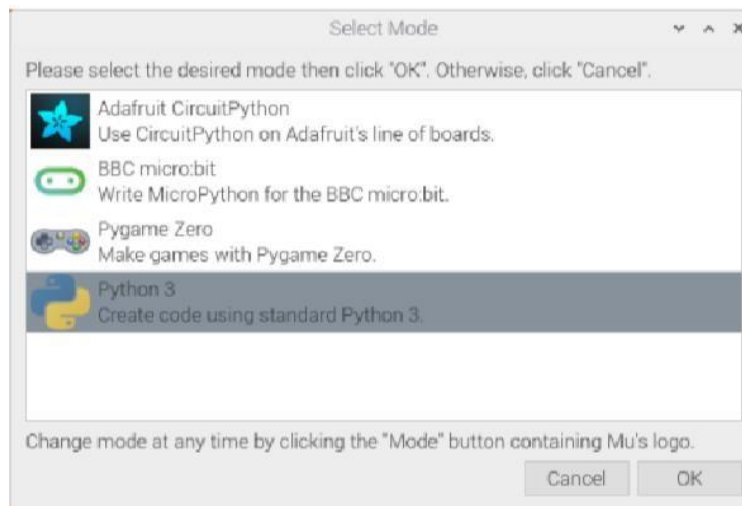 Select Mode
Please select the desired mode then click "OK". Otherwise, click "Cancel".
Adafruit CircuitPython
Use CircuitPython on Adafruit's line of boards.
BBC micro:bit
Write MicroPython for the BBC micro:bit.
Pygame Zero
Make games with Pygame Zero.
Python 3
Create code using standard Python 3.
Change mode at any time by clicking the "Mode" button containing Mu's logo.
Cancel OK